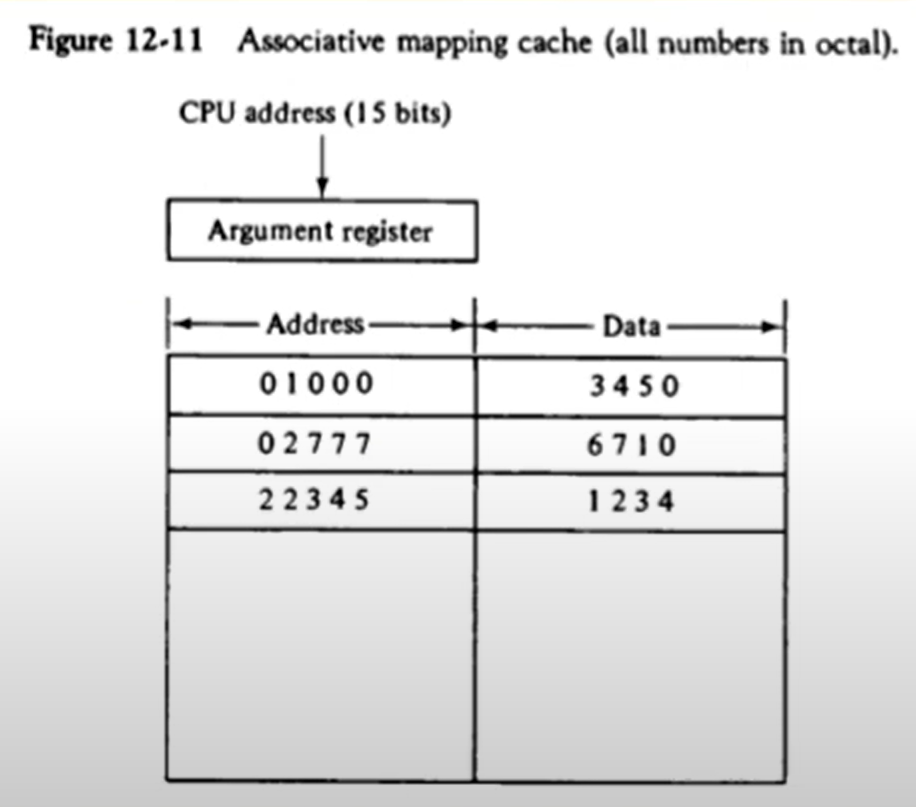 Figure 12-11 Associative mapping cache (all numbers in octal).
CPU address (15 bits)
Argument register
Address Data
01000 3450
02777 6710
22345 1234